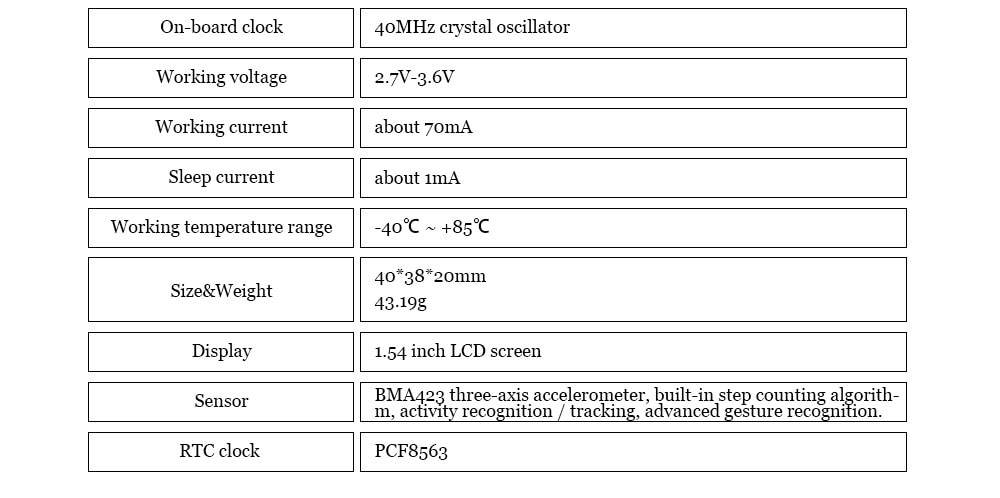 On-board clock
40MHz crystal oscillator
Working voltage
2.7V-3.6V
Working current
about 70mA
Sleep current
about 1mA
Working temperature range
-40℃ ~ +85℃
Size&Weight
40*38*20mm
43.19g
Display
1.54 inch LCD screen
Sensor
BMA423 three-axis accelerometer, built-in step counting algorith-
m, activity recognition / tracking, advanced gesture recognition.
RTC clock
PCF8563